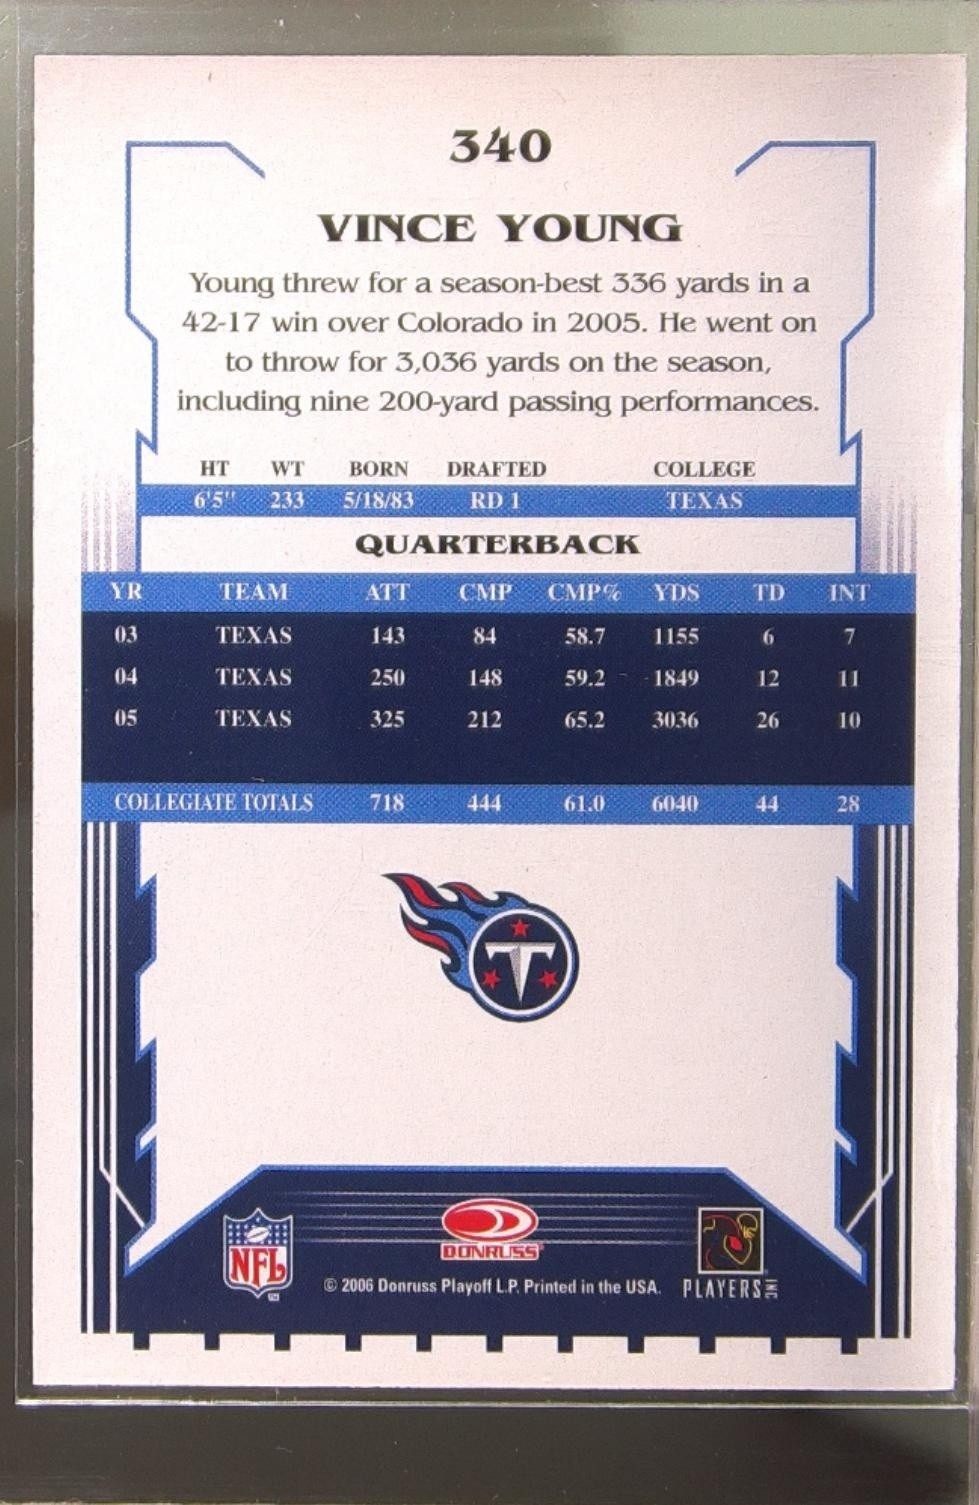 340
VINCE YOUNG
Young threw for a season-best 336 yards in a
42-17 win over Colorado in 2005. He went on
to throw for 3,036 yards on the season,
including nine 200-yard passing performances.
HT WT BORN DRAFTED COLLEGE
6'5" 233 5/18/83 RD 1 TEXAS
QUARTERBACK
YR TEAM ATT CMP CMP% YDS TD INT
03 TEXAS 143 84 58.7 1155 6 7
04 TEXAS 250 148 59.2 1849 12 11
05 TEXAS 325 212 65.2 3036 26 10
COLLEGIATE TOTALS 718 444 61.0 6040 44 28
T
NFL
TM
DONRUSS
© 2006 Donruss Playoff L.P. Printed in the USA.
PLAYERS INC